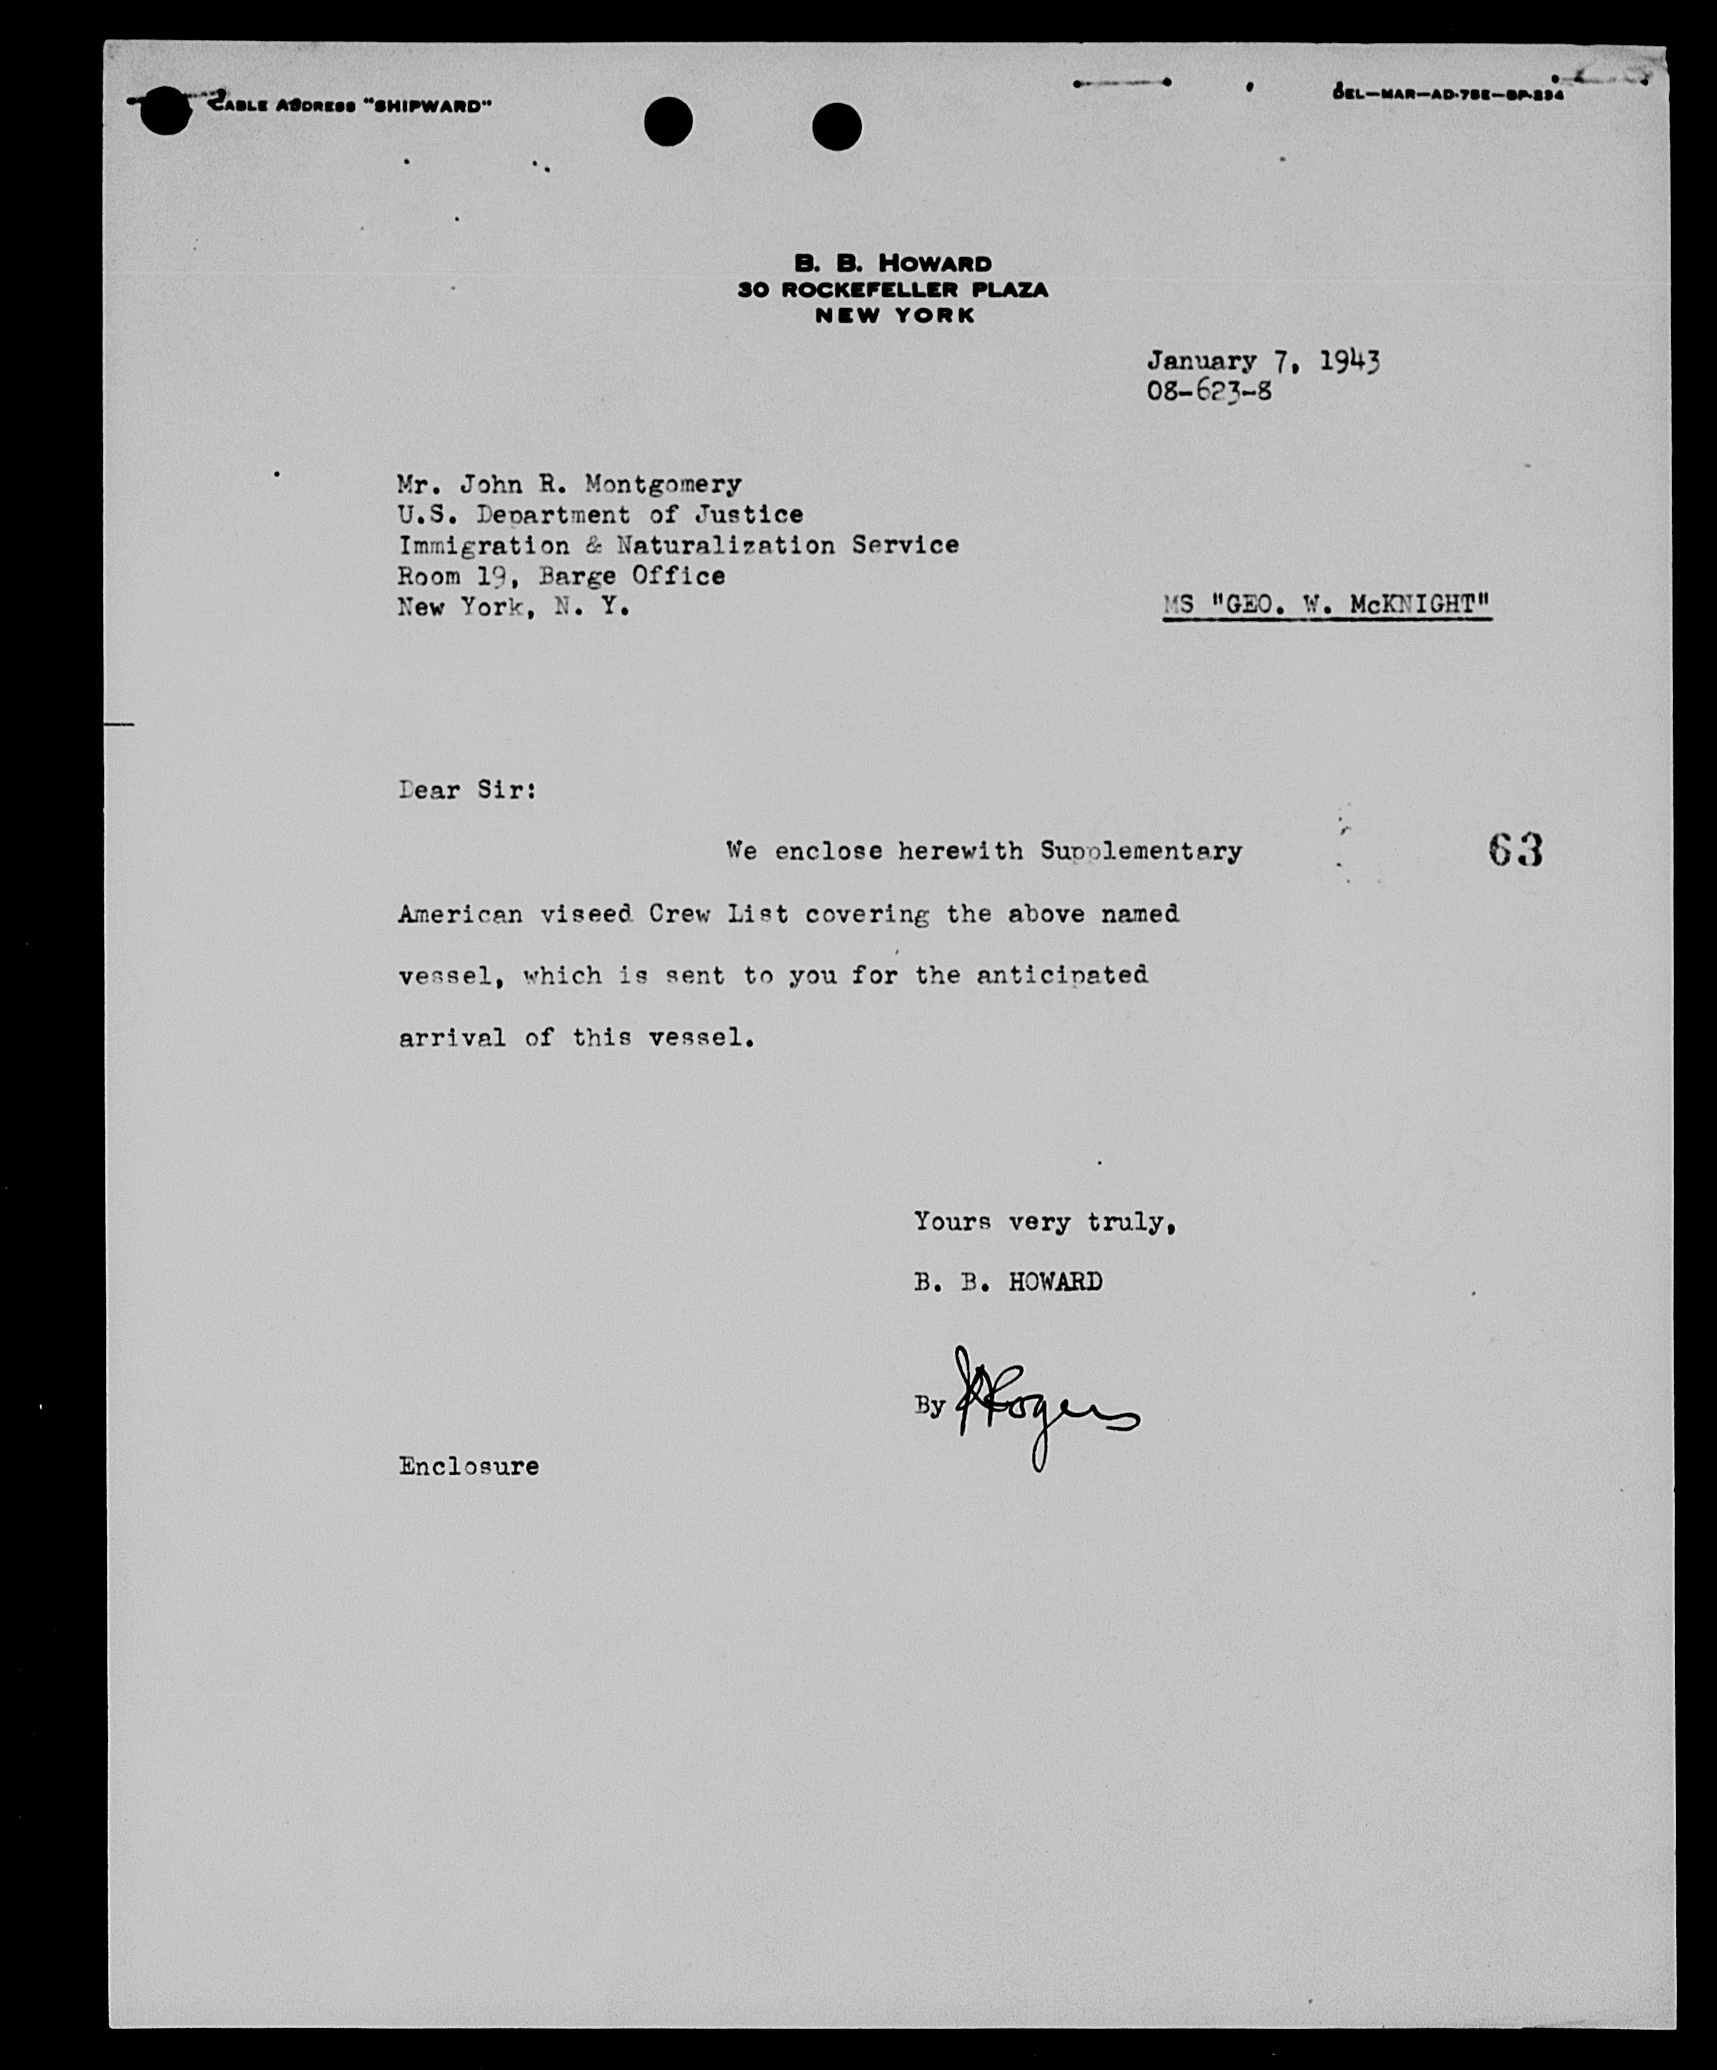 CABLE ADDRESS "SHIPWARD"
DEL—MAR—AD-75E—SP-234
B. B. HOWARD
30 ROCKEFELLER PLAZA
NEW YORK
January 7, 1943
08-623-8
Mr. John R. Montgomery
U.S. Department of Justice
Immigration & Naturalization Service
Room 19, Barge Office
New York, N. Y.
MS "GEO. W. McKNIGHT"
Dear Sir:
We enclose herewith Supplementary
63
American viseed Crew List covering the above named
vessel, which is sent to you for the anticipated
arrival of this vessel.
Yours very truly,
B. B. HOWARD
By Rogers
Enclosure